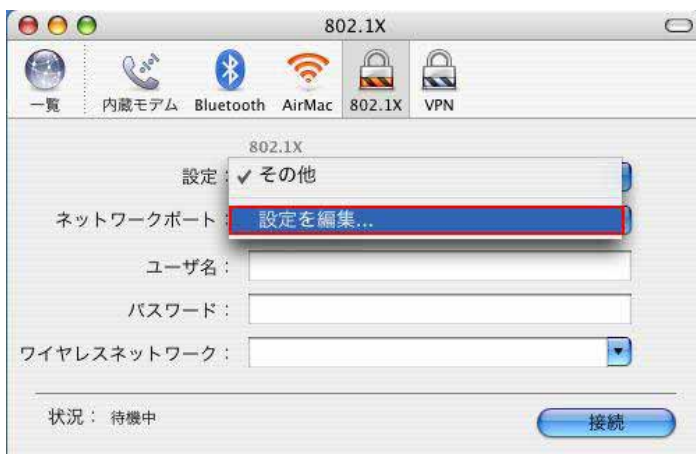 802.1X
一覧 内蔵モデム Bluetooth AirMac 802.1X VPN
802.1X
設定： ✓ その他
ネットワークポート： 設定を編集...
ユーザ名：
パスワード：
ワイヤレスネットワーク：
状況： 待機中 接続